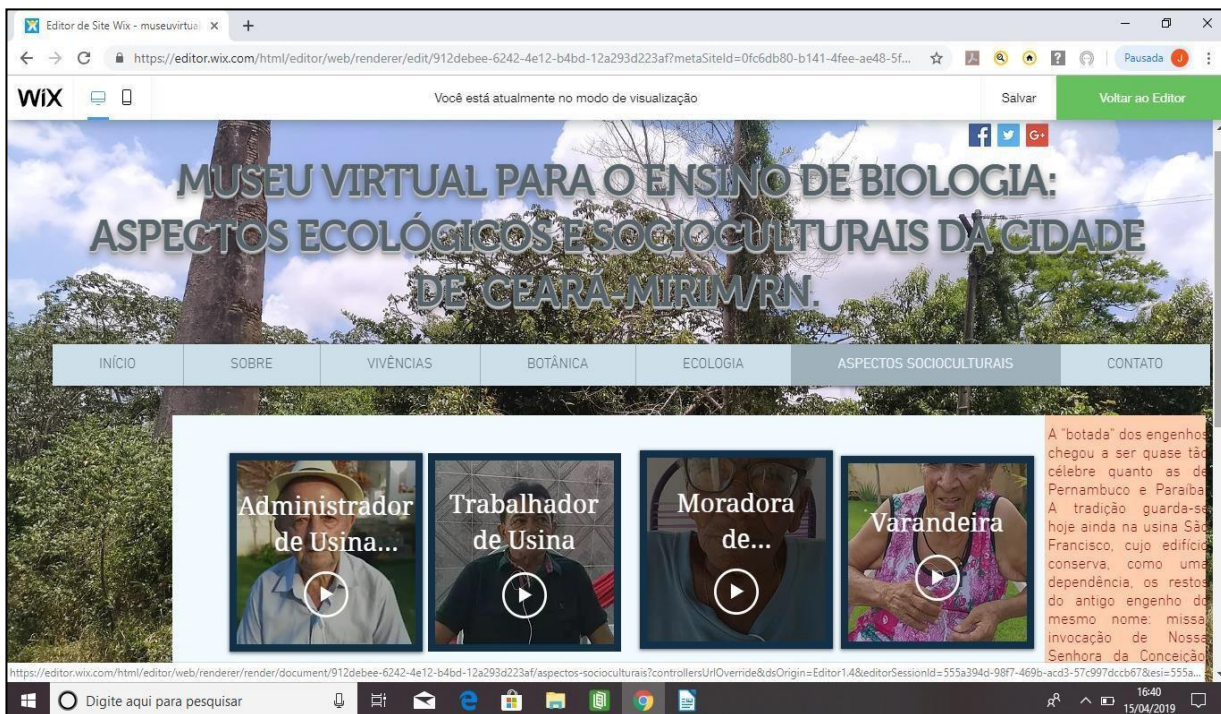 Editor de Site Wix - museuvirtua
https://editor.wix.com/html/editor/web/renderer/edit/912debee-6242-4e12-b4bd-12a293d223af?metaSiteId=0fc6db80-b141-4fee-ae48-5f...
Pausada
J
WiX
Você está atualmente no modo de visualização
Salvar
Voltar ao Editor
f
G+
MUSEU VIRTUAL PARA O ENSINO DE BIOLOGIA:
ASPECTOS ECOLÓGICOS E SOCIOCULTURAIS DA CIDADE
DE CEARÁ-MIRIM/RN.
INÍCIO
SOBRE
VIVÊNCIAS
BOTÂNICA
ECOLOGIA
ASPECTOS SOCIOCULTURAIS
CONTATO
Administrador
de Usina...
Trabalhador
de Usina
Moradora
de...
Varandeira
A "botada" dos engenhos
chegou a ser quase tão
célebre quanto as de
Pernambuco e Paraíba
A tradição guarda-se
hoje ainda na usina São
Francisco, cujo edifício
conserva, como uma
dependência, os restos
do antigo engenho do
mesmo nome: missa
invocação de Nossa
Senhora da Conceição
https://editor.wix.com/html/editor/web/renderer/render/document/912debee-6242-4e12-b4bd-12a293d223af/aspectos-socioculturais?controllersUrlOverride&dsOrigin=Editor1.4&editorSessionId=555a394d-98f7-469b-acd3-57c997dccb67&esi=555a...
Digite aqui para pesquisar
16:40
15/04/2019